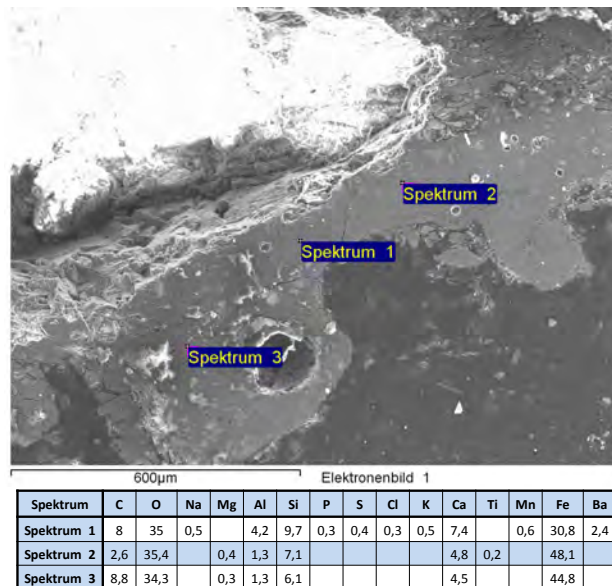 Spektrum 2
Spektrum 1
Spektrum 3
600µm Elektronenbild 1
Spektrum C O Na Mg Al Si P S Cl K Ca Ti Mn Fe Ba
Spektrum 1 8 35 0,5 4,2 9,7 0,3 0,4 0,3 0,5 7,4 0,6 30,8 2,4
Spektrum 2 2,6 35,4 0,4 1,3 7,1 4,8 0,2 48,1
Spektrum 3 8,8 34,3 0,3 1,3 6,1 4,5 44,8